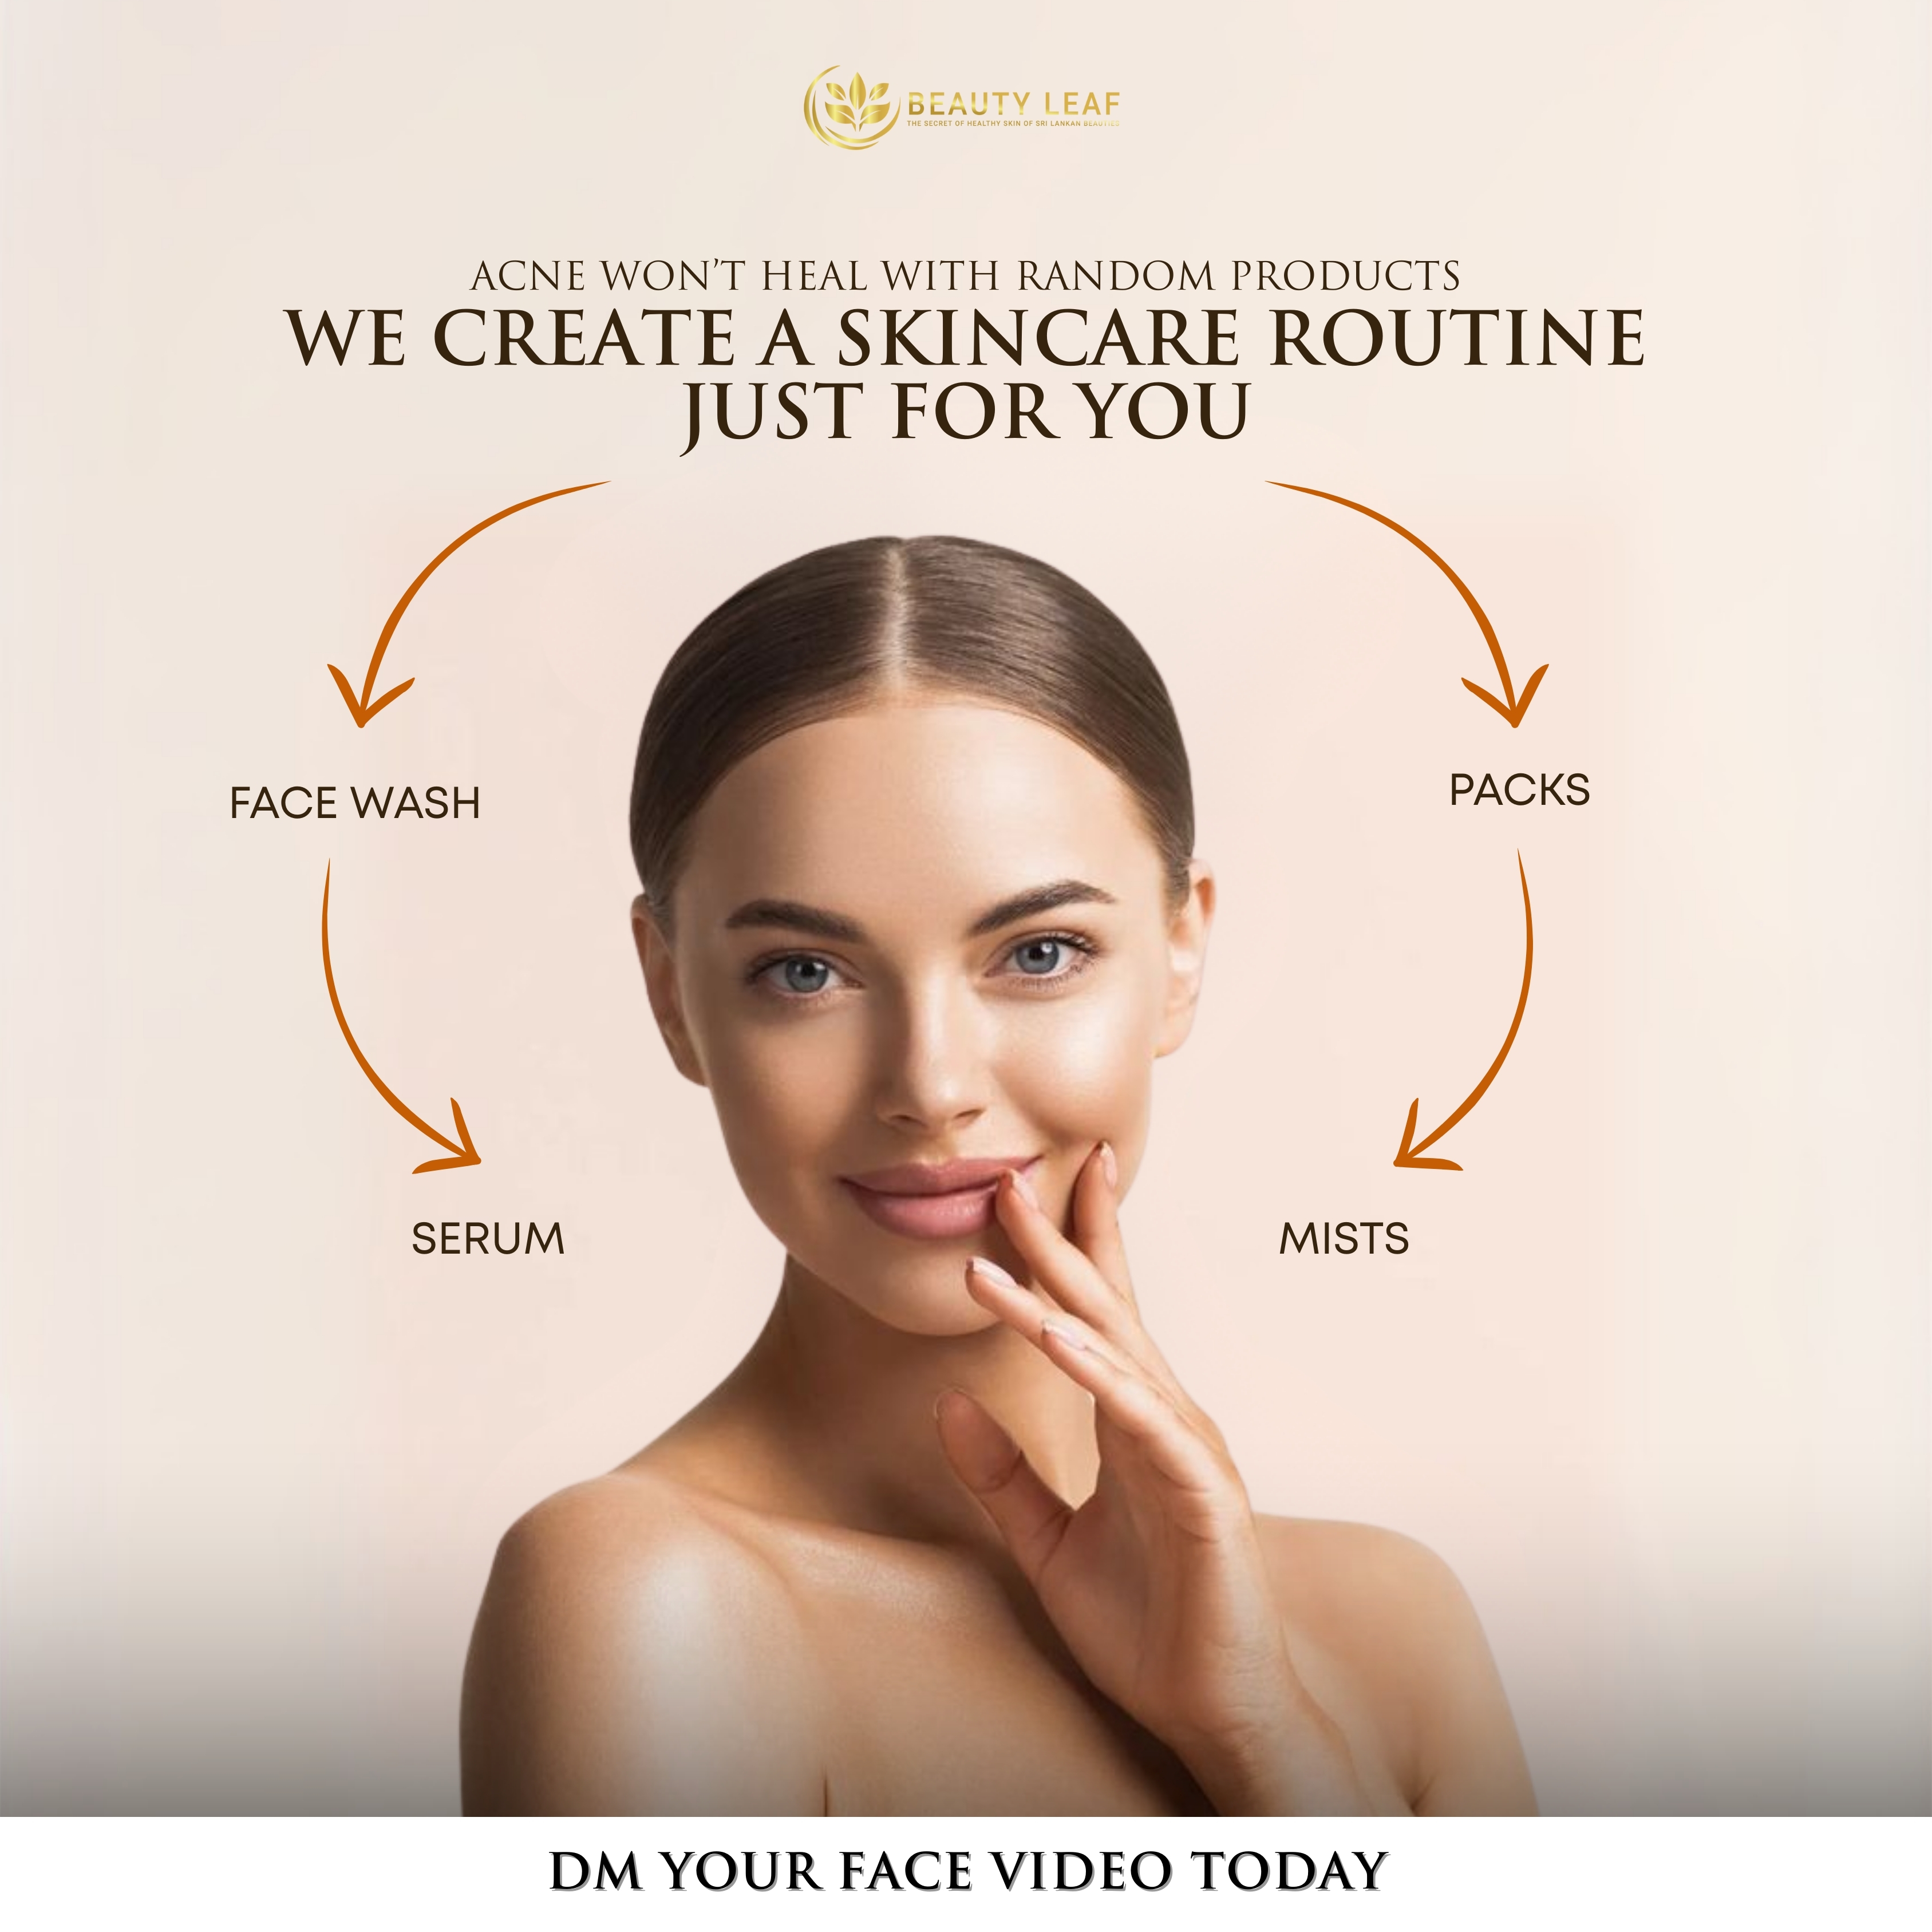 BEAUTY LEAF
THE SECRET OF HEALTHY SKIN OF SRI LANKAN BEAUTIES
ACNE WON'T HEAL WITH RANDOM PRODUCTS
WE CREATE A SKINCARE ROUTINE
JUST FOR YOU
FACE WASH
PACKS
SERUM
MISTS
DM YOUR FACE VIDEO TODAY